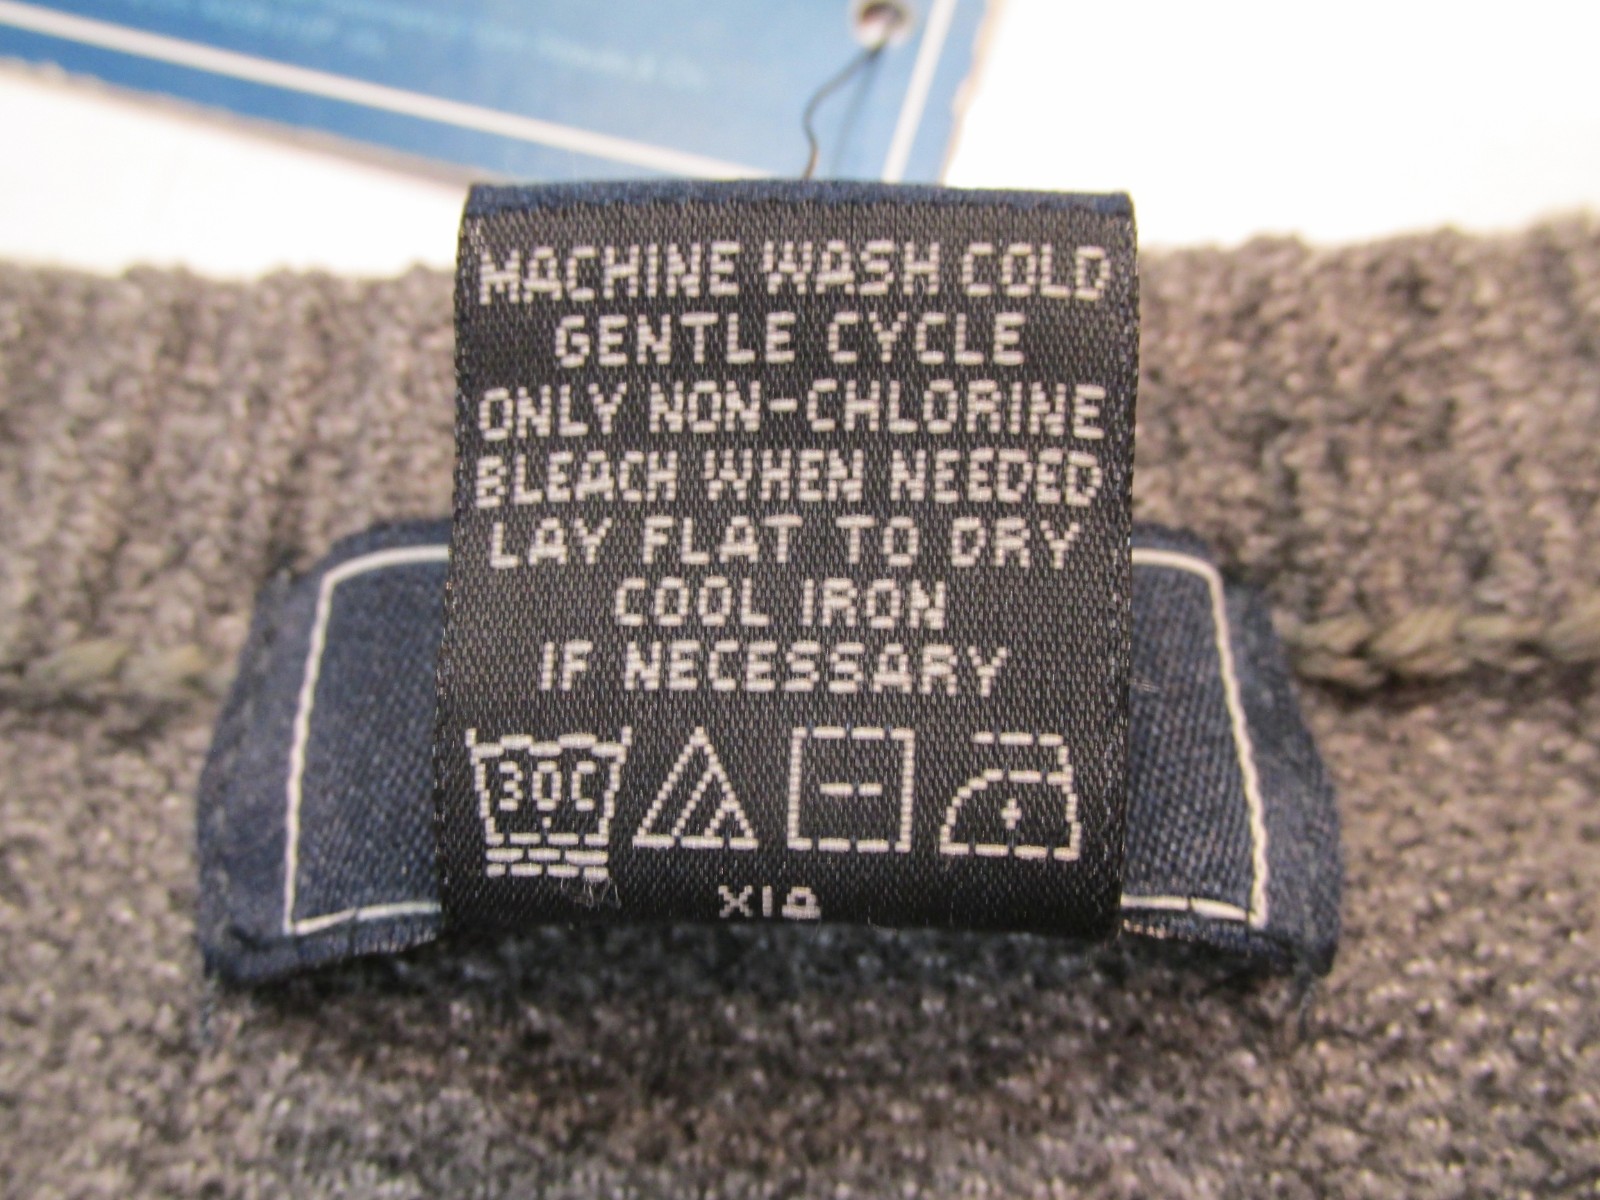 MACHINE WASH COLD
GENTLE CYCLE
ONLY NON-CHLORINE
BLEACH WHEN NEEDED
LAY FLAT TO DRY
COOL IRON
IF NECESSARY
30C